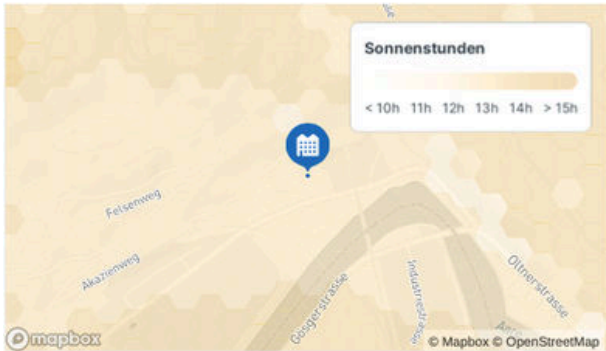 Sonnenstunden
< 10h 11h 12h 13h 14h > 15h
Felsenweg
Akazienweg
Gösgerstrasse
Industriestrasse
Oltnerstrasse
mapbox
© Mapbox © OpenStreetMap